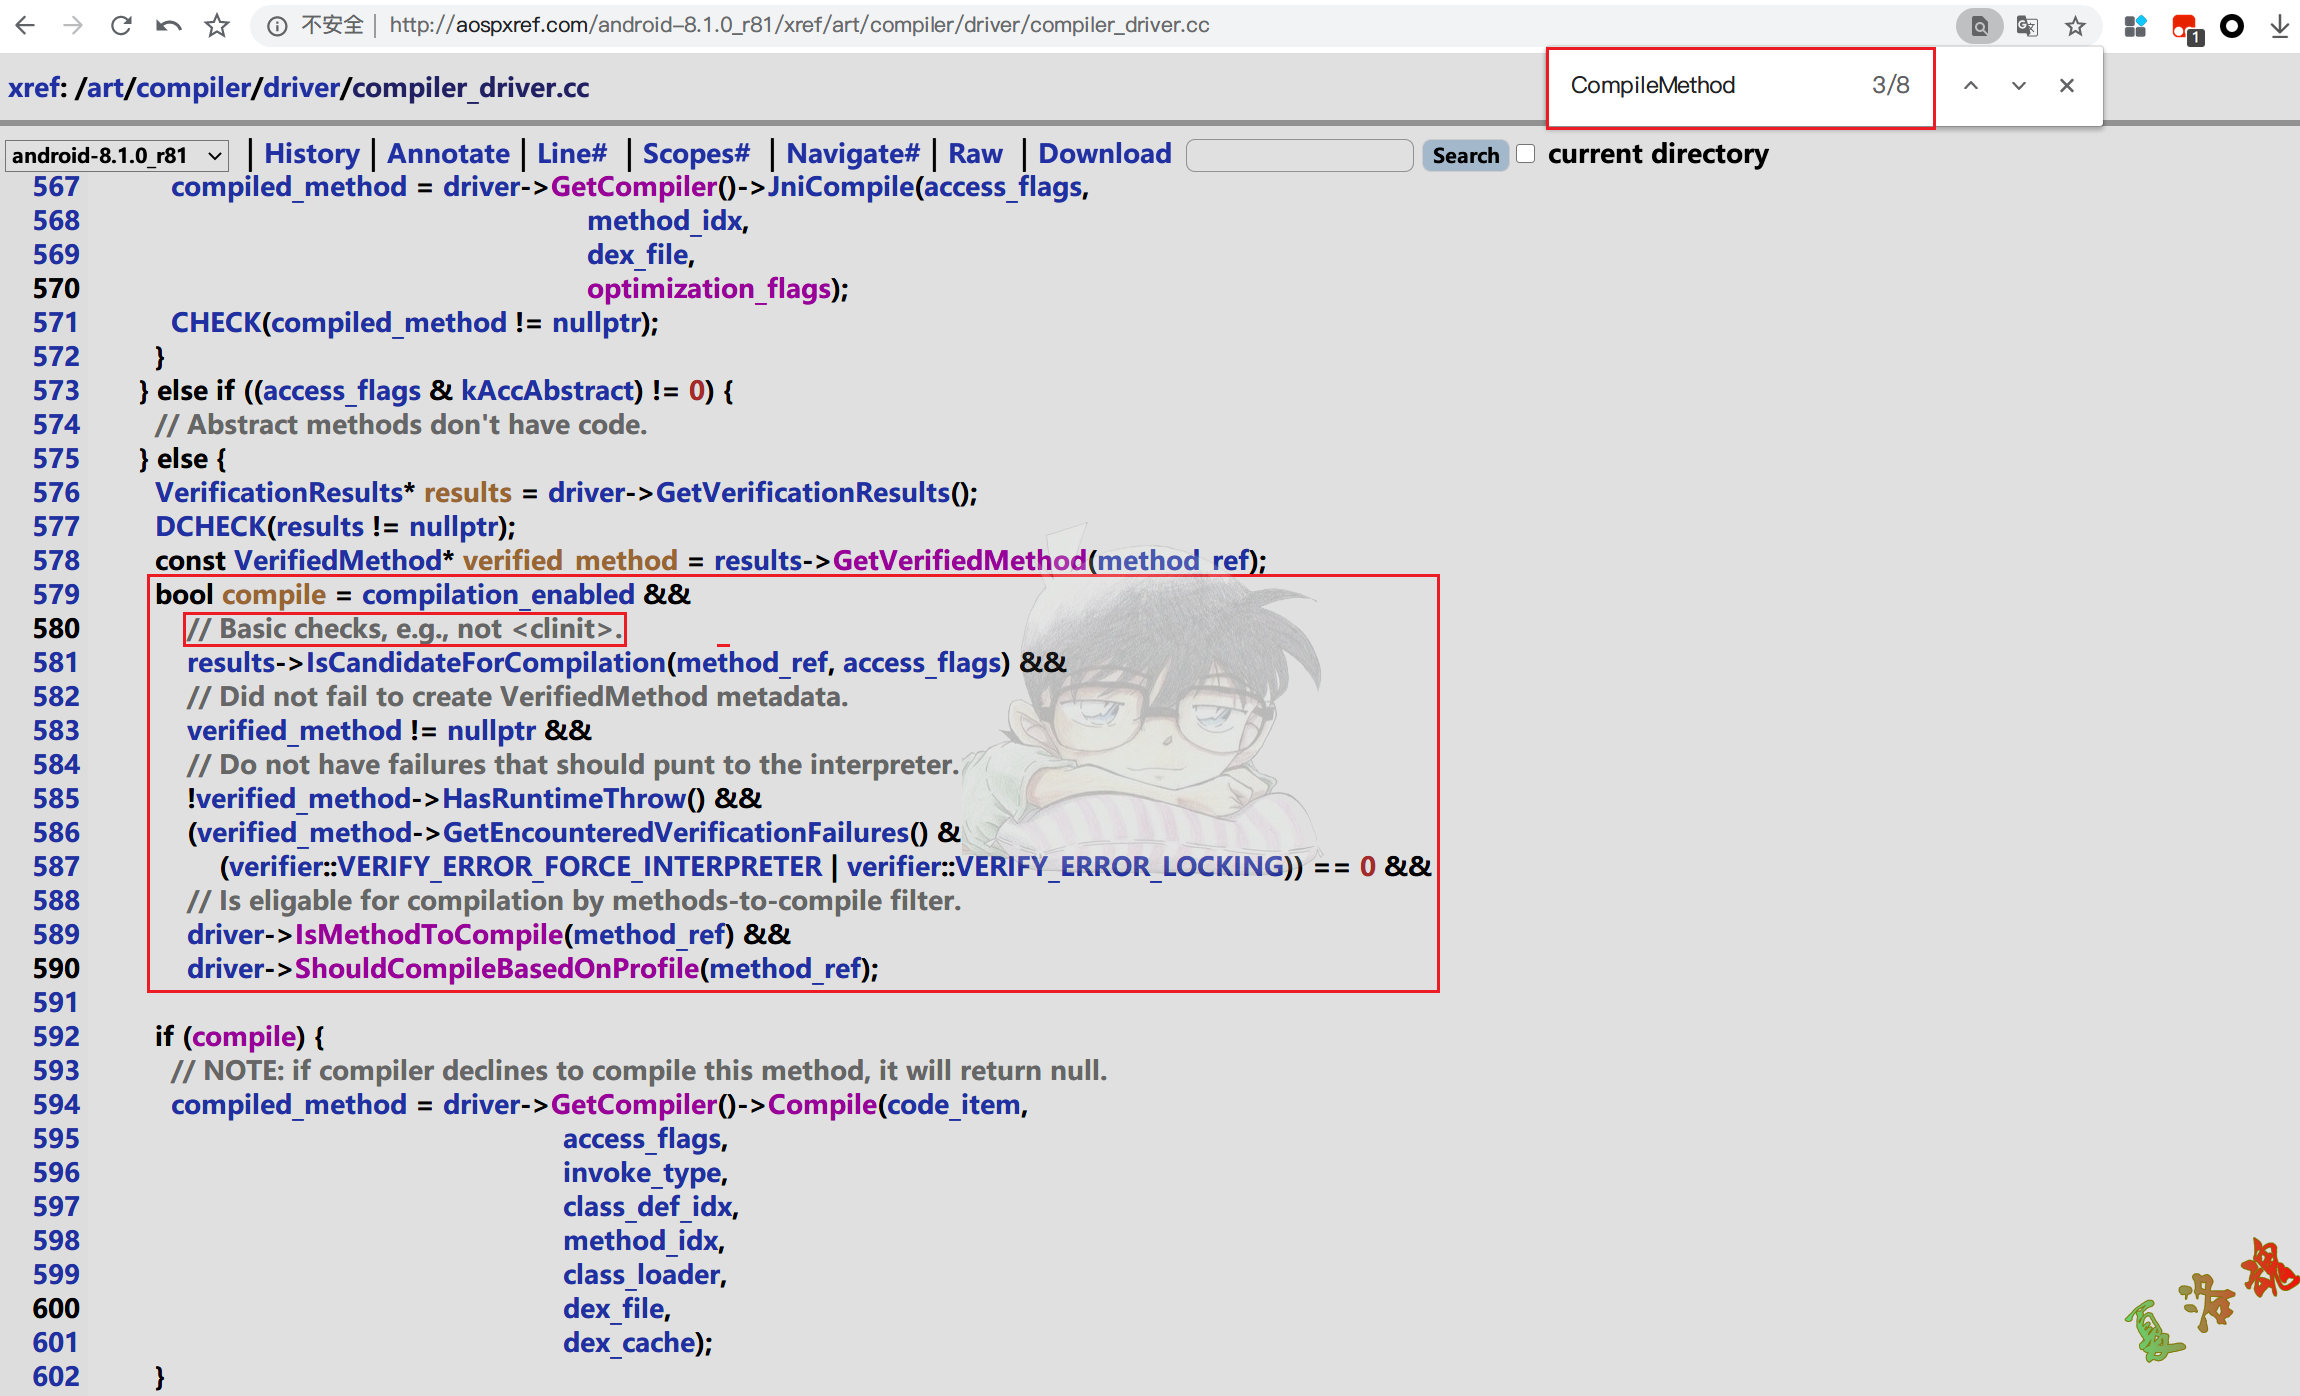 不安全 | http://aospxref.com/android-8.1.0_r81/xref/art/compiler/driver/compiler_driver.cc
1
CompileMethod 3/8
xref: /art/compiler/driver/compiler_driver.cc
android-8.1.0_r81 | History | Annotate | Line# | Scopes# | Navigate# | Raw | Download Search current directory
567 compiled_method = driver->GetCompiler()->JniCompile(access_flags,
568 method_idx,
569 dex_file,
570 optimization_flags);
571 CHECK(compiled_method != nullptr);
572 }
573 } else if ((access_flags & kAccAbstract) != 0) {
574 // Abstract methods don't have code.
575 } else {
576 VerificationResults* results = driver->GetVerificationResults();
577 DCHECK(results != nullptr);
578 const VerifiedMethod* verified_method = results->GetVerifiedMethod(method_ref);
579 bool compile = compilation_enabled &&
580 // Basic checks, e.g., not <clinit>.
581 results->IsCandidateForCompilation(method_ref, access_flags) &&
582 // Did not fail to create VerifiedMethod metadata.
583 verified_method != nullptr &&
584 // Do not have failures that should punt to the interpreter.
585 !verified_method->HasRuntimeThrow() &&
586 (verified_method->GetEncounteredVerificationFailures() &
587 (verifier::VERIFY_ERROR_FORCE_INTERPRETER | verifier::VERIFY_ERROR_LOCKING)) == 0 &&
588 // Is eligable for compilation by methods-to-compile filter.
589 driver->IsMethodToCompile(method_ref) &&
590 driver->ShouldCompileBasedOnProfile(method_ref);
591
592 if (compile) {
593 // NOTE: if compiler declines to compile this method, it will return null.
594 compiled_method = driver->GetCompiler()->Compile(code_item,
595 access_flags,
596 invoke_type,
597 class_def_idx,
598 method_idx,
599 class_loader,
600 dex_file,
601 dex_cache);
602 }
夏洛魂